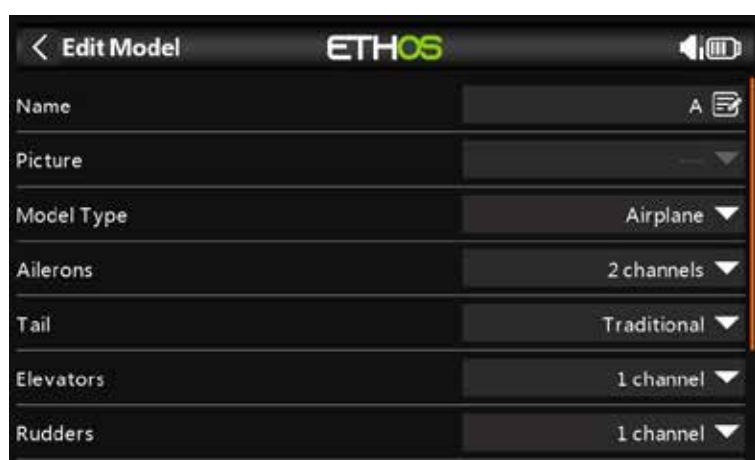 Edit Model ETHOS
Name A
Picture ---
Model Type Airplane
Ailerons 2 channels
Tail Traditional
Elevators 1 channel
Rudders 1 channel